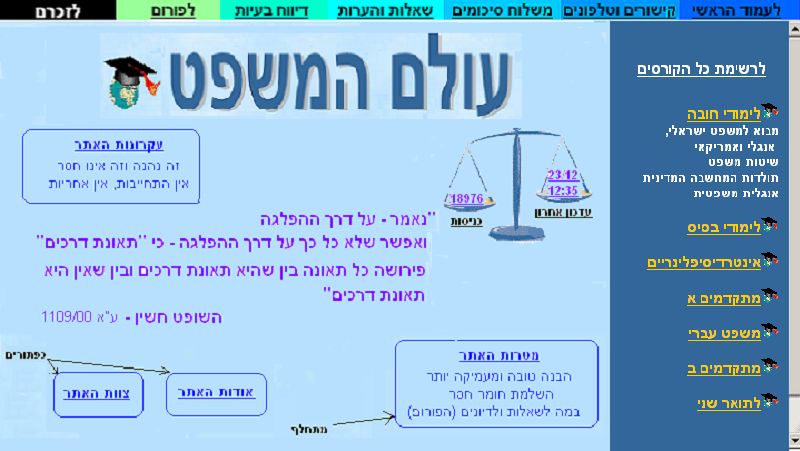 לעמוד הראשי
קישורים וטלפונים
משלוח סיכומים
שאלות והערות
דיווח בעיות
לפורום
לזכרם
עולם המשפט
לרשימת כל הקורסים
לימודי חובה
מבוא למשפט ישראלי,
אנגלי ואמריקאי
שיטות משפט
תולדות המחשבה המדינית
אנגלית משפטית
לימודי בסיס
אינטרדיסיפלינריים
מתקדמים א
משפט עברי
מתקדמים ב
לתואר שני
עקרונות האתר
זה נהנה וזה אינו חסר
אין התחייבות, אין אחריות
23/12
12:35
עדכון אחרון
18976
כניסות
"נאמר - על דרך ההפלגה
ואפשר שלא כל כך על דרך ההפלגה - כי "תאונת דרכים"
פירושה כל תאונה בין שהיא תאונת דרכים ובין שאין היא
תאונת דרכים"
השופט חשין - ע"א 1109/00
מטרות האתר
הבנה טובה ומעמיקה יותר
השלמת חומר חסר
במה לשאלות ולדיונים (הפורום)
מתחלף
כפתורים
אודות האתר
צוות האתר